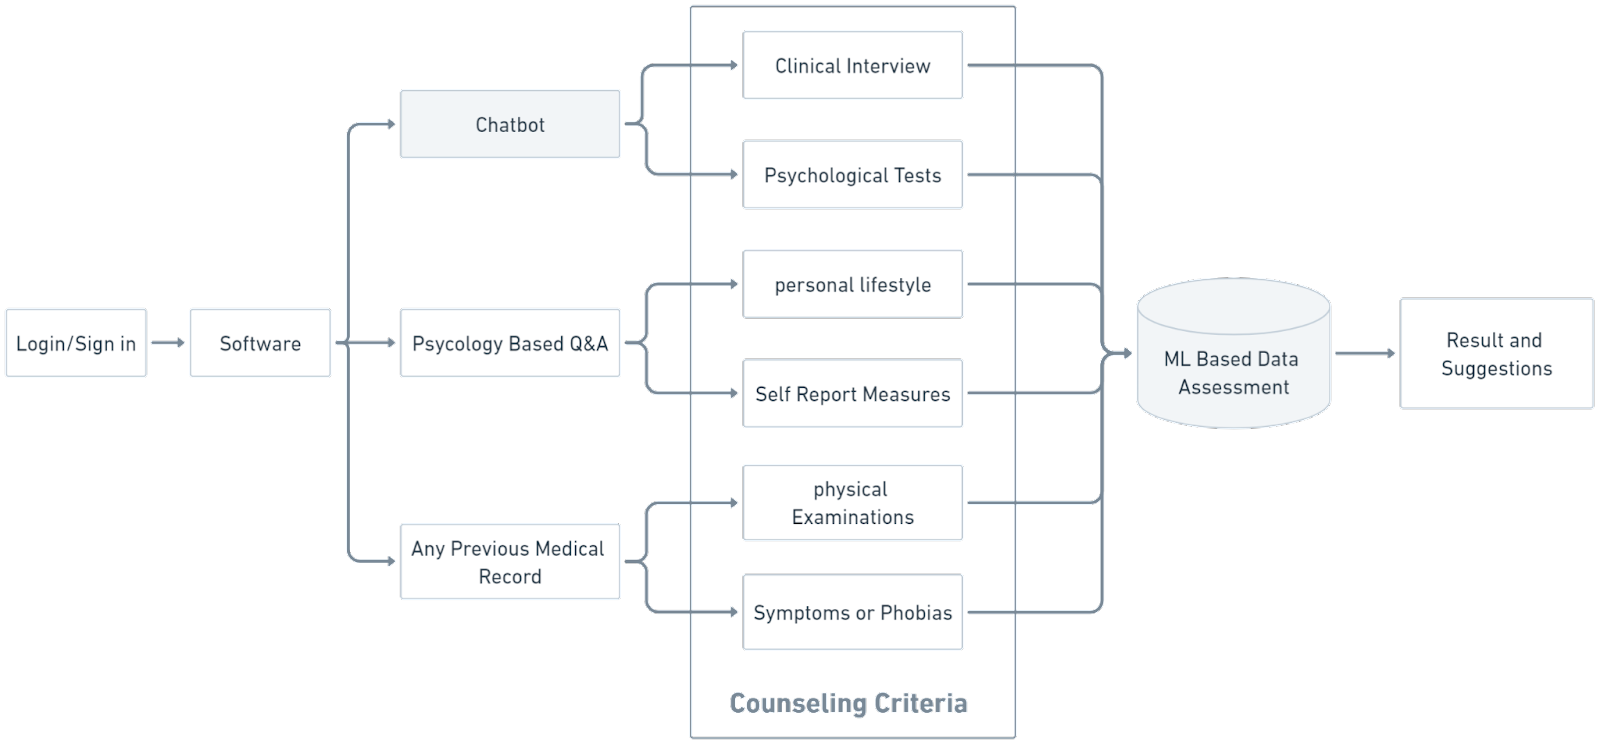 Login/Sign in
Software
Chatbot
Psycology Based Q&A
Any Previous Medical
Record
Clinical Interview
Psychological Tests
personal lifestyle
Self Report Measures
physical
Examinations
Symptoms or Phobias
Counseling Criteria
ML Based Data
Assessment
Result and
Suggestions